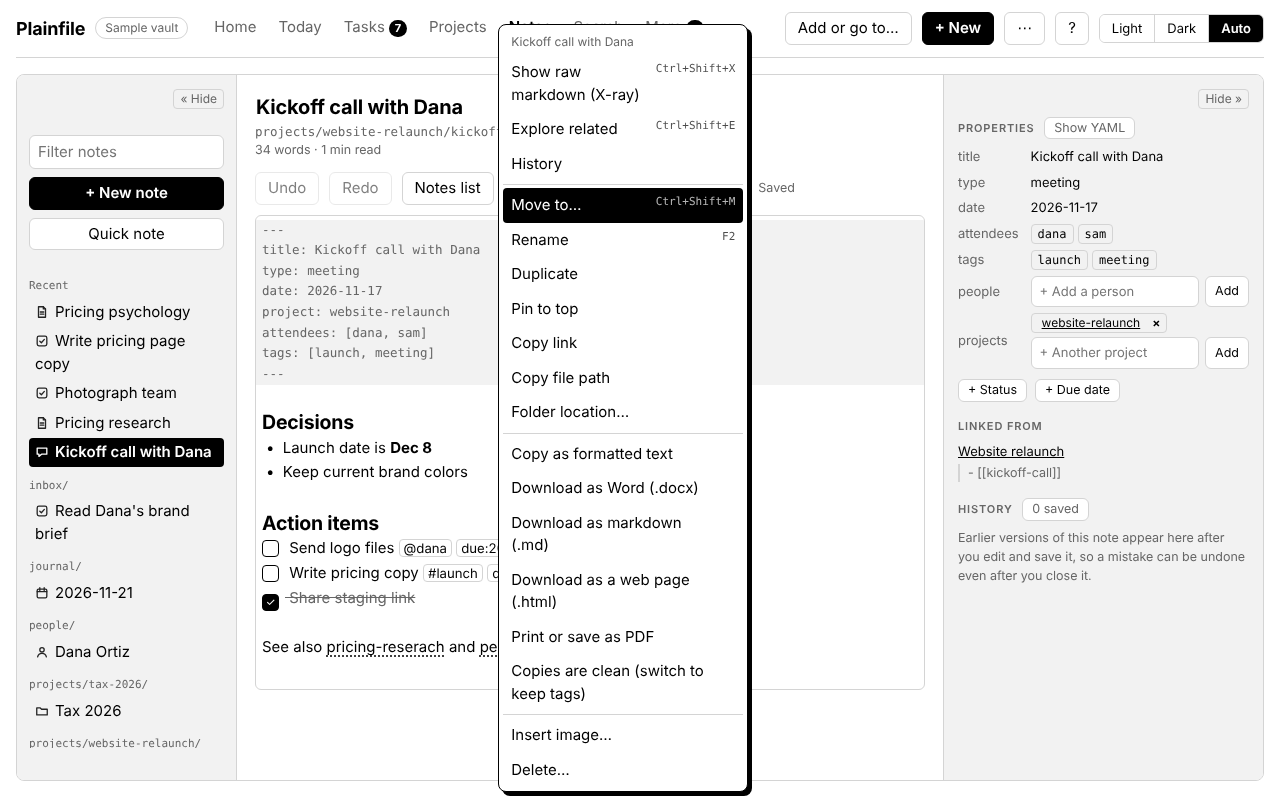 Plainfile
Sample vault
Home
Today
Tasks 7
Projects
Add or go to…
+ New
⋯
?
Light
Dark
Auto
« Hide
Filter notes
+ New note
Quick note
Recent
Pricing psychology
Write pricing page
copy
Photograph team
Pricing research
Kickoff call with Dana
inbox/
Read Dana's brand
brief
journal/
2026-11-21
people/
Dana Ortiz
projects/tax-2026/
Tax 2026
projects/website-relaunch/
Kickoff call with Dana
projects/website-relaunch/kickof
34 words · 1 min read
Undo
Redo
Notes list
Saved
---
title: Kickoff call with Dana
type: meeting
date: 2026-11-17
project: website-relaunch
attendees: [dana, sam]
tags: [launch, meeting]
---
Decisions
• Launch date is Dec 8
• Keep current brand colors
Action items
Send logo files @dana due:2
Write pricing copy #launch
Share staging link
See also pricing-reserach and pe
Kickoff call with Dana
Show raw
markdown (X-ray)
Ctrl+Shift+X
Explore related Ctrl+Shift+E
History
Move to… Ctrl+Shift+M
Rename F2
Duplicate
Pin to top
Copy link
Copy file path
Folder location…
Copy as formatted text
Download as Word (.docx)
Download as markdown
(.md)
Download as a web page
(.html)
Print or save as PDF
Copies are clean (switch to
keep tags)
Insert image…
Delete…
Hide »
PROPERTIES Show YAML
title Kickoff call with Dana
type meeting
date 2026-11-17
attendees dana sam
tags launch meeting
people + Add a person Add
website-relaunch ×
projects
+ Another project Add
+ Status + Due date
LINKED FROM
Website relaunch
- [[kickoff-call]]
HISTORY 0 saved
Earlier versions of this note appear here after
you edit and save it, so a mistake can be undone
even after you close it.